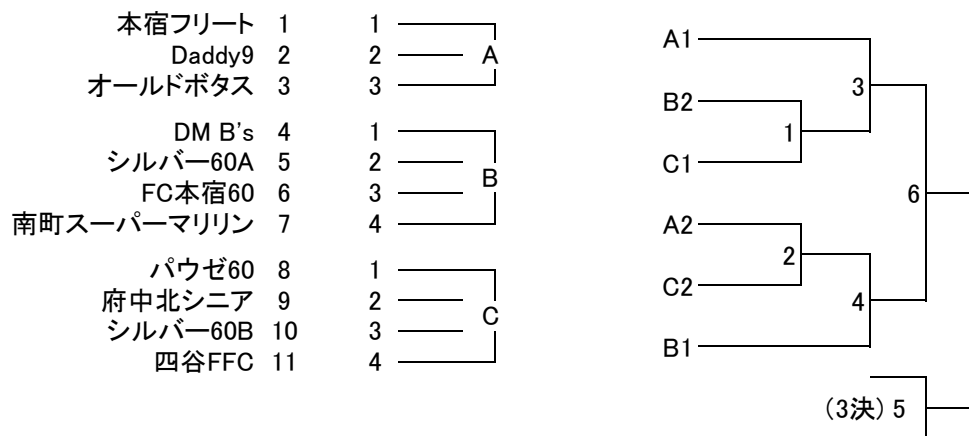 本宿フリート 1 1
Daddy9 2 2 A
オールドボタス 3 3
DM B's 4 1
シルバー60A 5 2
B
FC本宿60 6 3
南町スーパーマリリン 7 4
パウゼ60 8 1
府中北シニア 9 2
C
シルバー60B 10 3
四谷FFC 11 4
A1
3
B2
1
C1
6
A2
2
C2
4
B1
(3決) 5